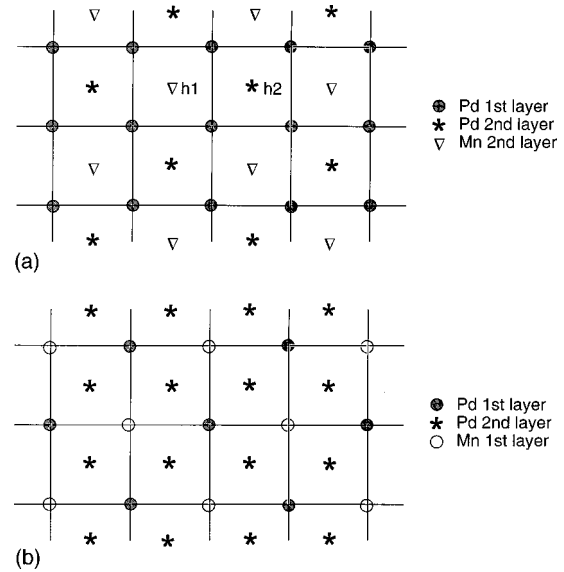 h1
h2
Pd 1st layer
Pd 2nd layer
Mn 2nd layer
(a)
Pd 1st layer
Pd 2nd layer
Mn 1st layer
(b)